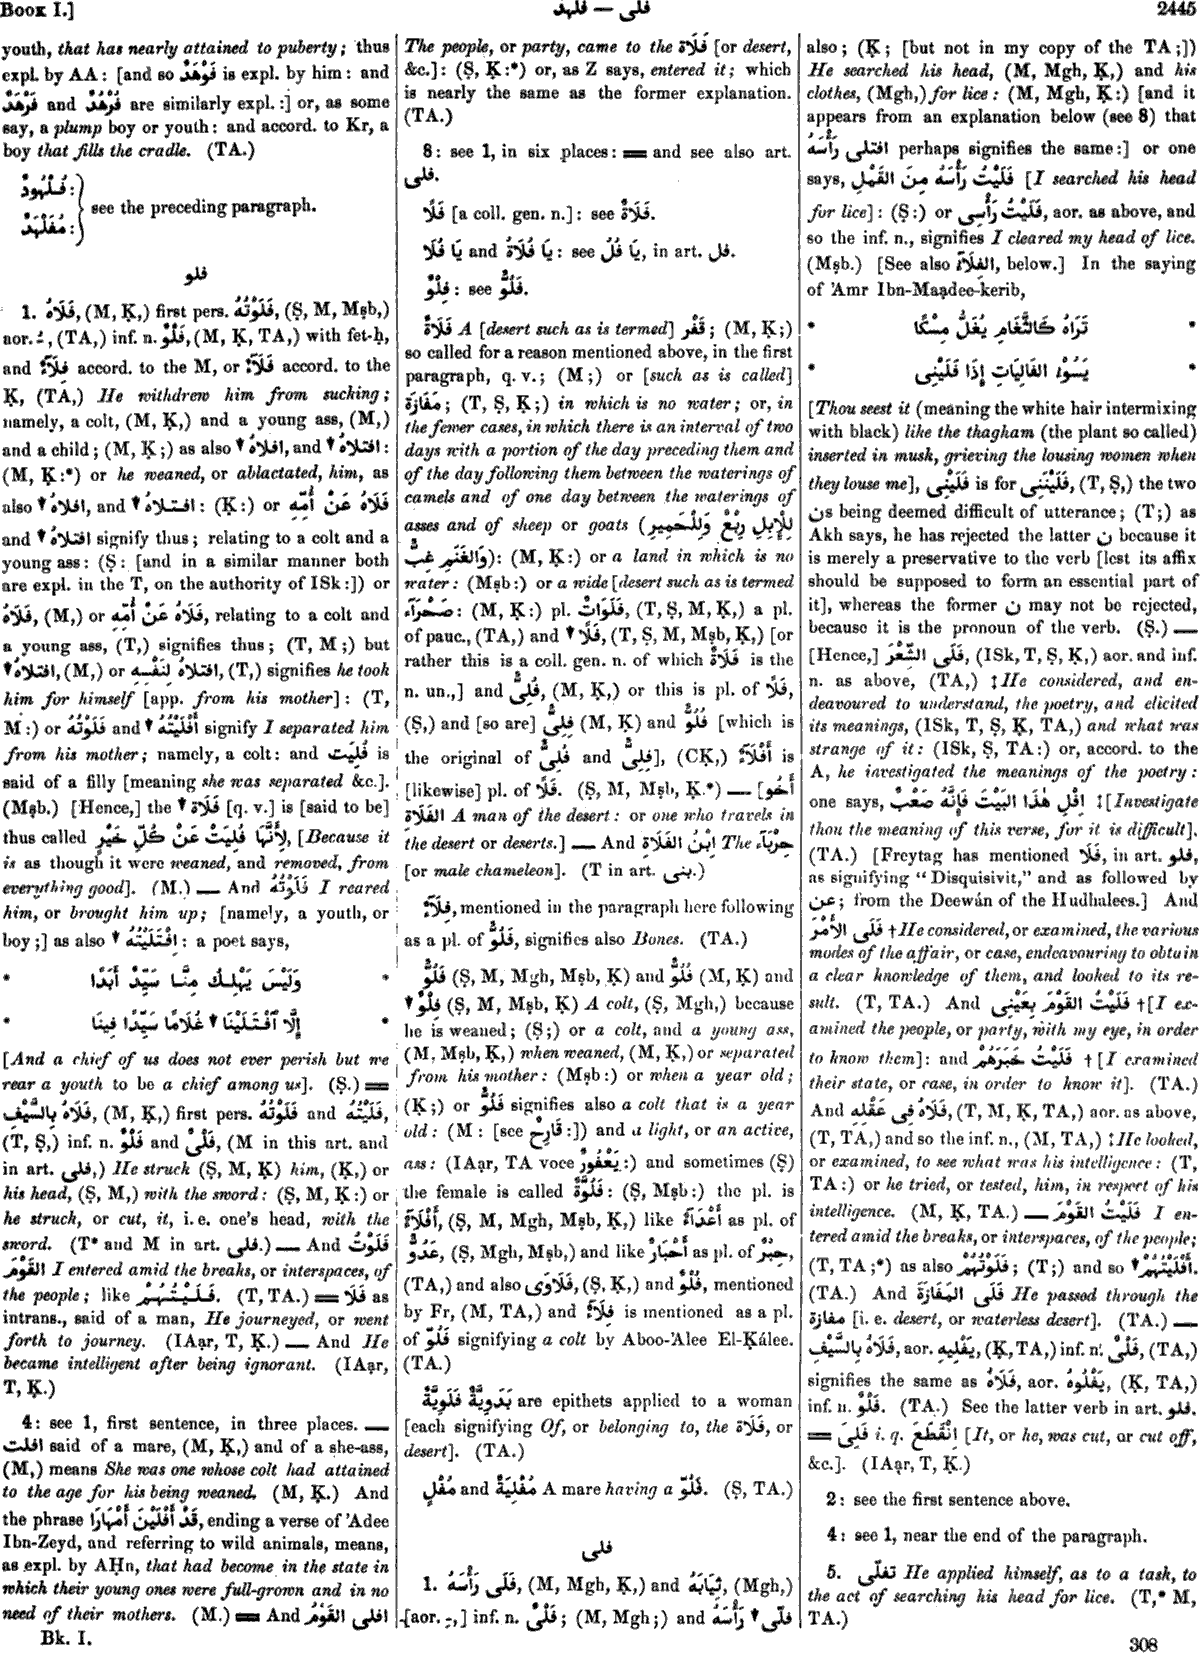 Book I.]
فلى — فلهد
2445
youth, that has nearly attained to puberty; thus
expl. by AA: [and so فَوْهَدٌ is expl. by him: and
فَرْهَدٌ and فُرْهُدٌ are similarly expl.:] or, as some
say, a plump boy or youth: and accord. to Kr, a
boy that fills the cradle. (TA.)
فُلْهُودٌ:
مُفَلْهَدٌ:
see the preceding paragraph.
فلو
1. فَلَاهُ, (M, Ḳ,) first pers. فَلَوْتُهُ, (Ṣ, M, Mṣb,)
aor. ـُ, (TA,) inf. n. فَلْوٌ, (M, Ḳ, TA,) with fet-ḥ,
and فِلَآءٌ accord. to the M, or فَلَآءٌ accord. to the
Ḳ, (TA,) He withdrew him from sucking;
namely, a colt, (M, Ḳ,) and a young ass, (M,)
and a child; (M, Ḳ;) as also ▼ افلاهُ, and ▼ افتلاهُ:
(M, Ḳ:*) or he weaned, or ablactated, him, as
also ▼ افلاهُ, and ▼ افتلاهُ: (Ḳ:) or فَلَاهُ عَنْ أُمِّهِ
and ▼ افتلاهُ signify thus; relating to a colt and a
young ass: (Ṣ: [and in a similar manner both
are expl. in the T, on the authority of ISk:]) or
فَلَاهُ, (M,) or فَلَاهُ عَنْ أُمِّهِ, relating to a colt and
a young ass, (T,) signifies thus; (T, M;) but
▼ افتلاهُ, (M,) or افتلاهُ لِنَفْسِهِ, (T,) signifies he took
him for himself [app. from his mother]: (T,
M:) or فَلَوْتُهُ and ▼ أَفْلَيْتُهُ signify I separated him
from his mother; namely, a colt: and فُلِيَت is
said of a filly [meaning she was separated &c.].
(Mṣb.) [Hence,] the ▼ فَلَاة [q. v.] is [said to be]
thus called لِأَنَّهَا فُلِيَتْ عَنْ كُلِّ خَيْرٍ, [Because it
is as though it were weaned, and removed, from
everything good]. (M.) — And فَلَوْتُهُ I reared
him, or brought him up; [namely, a youth, or
boy;] as also ▼ اِفْتَلَيْتُهُ: a poet says,
* وَلَيْسَ يَهْلِكُ مِنَّا سَيِّدٌ أَبَدًا *
* إِلَّا ٱفْتَلَيْنَا ▼ غُلَامًا سَيِّدًا فِينَا *
[And a chief of us does not ever perish but we
rear a youth to be a chief among us]. (Ṣ.) ═
فَلَاهُ بِالسَّيْفِ, (M, Ḳ,) first pers. فَلَوْتُهُ and فَلَيْتُهُ,
(T, Ṣ,) inf. n. فَلْوٌ and فَلْىٌ, (M in this art. and
in art. فلى,) He struck (Ṣ, M, Ḳ) him, (Ḳ,) or
his head, (Ṣ, M,) with the sword: (Ṣ, M, Ḳ:) or
he struck, or cut, it, i. e. one's head, with the
sword. (T* and M in art. فلى.) — And فَلَوْتُ
القَوْمَ I entered amid the breaks, or interspaces, of
the people; like فَلَيْتُهُمْ. (T, TA.) ═ فَلَا as
intrans., said of a man, He journeyed, or went
forth to journey. (IAạr, T, Ḳ.) — And He
became intelligent after being ignorant. (IAạr,
T, Ḳ.)
4: see 1, first sentence, in three places. —
افلت said of a mare, (M, Ḳ,) and of a she-ass,
(M,) means She was one whose colt had attained
to the age for his being weaned. (M, Ḳ.) And
the phrase قَدْ أَفْلَيْنَ أَمْهَارًا, ending a verse of 'Adee
Ibn-Zeyd, and referring to wild animals, means,
as expl. by AḤn, that had become in the state in
which their young ones were full-grown and in no
need of their mothers. (M.) ═ And افلى القَوْمُ
The people, or party, came to the فَلَاة [or desert,
&c.]: (Ṣ, Ḳ:*) or, as Z says, entered it; which
is nearly the same as the former explanation.
(TA.)
8: see 1, in six places: ═ and see also art.
فلى.
فَلًا [a coll. gen. n.]: see فَلَاةٌ.
يَا فُلَا and يَا فُلَاةُ: see يَا فُلُ, in art. فل.
فِلْوٌ: see فَلُوٌّ.
فَلَاةٌ A [desert such as is termed] قَفْر; (M, Ḳ;)
so called for a reason mentioned above, in the first
paragraph, q. v.; (M;) or [such as is called]
مَفَازَة; (T, Ṣ, Ḳ;) in which is no water; or, in
the fewer cases, in which there is an interval of two
days with a portion of the day preceding them and
of the day following them between the waterings of
camels and of one day between the waterings of
asses and of sheep or goats (لِلْإِبِلِ رِبْعٌ وَلِلْحَمِيرِ
وَالغَنَمِ غِبٌّ): (M, Ḳ:) or a land in which is no
water: (Mṣb:) or a wide [desert such as is termed
صَحْرَآء: (M, Ḳ:) pl. فَلَوَاتٌ, (T, Ṣ, M, Ḳ,) a pl.
of pauc., (TA,) and ▼ فَلًا, (T, Ṣ, M, Mṣb, Ḳ,) [or
rather this is a coll. gen. n. of which فَلَاةٌ is the
n. un.,] and فُلِىٌّ, (M, Ḳ,) or this is pl. of فَلًا,
(Ṣ,) and [so are] فِلِىٌّ (M, Ḳ) and فُلُوٌّ [which is
the original of فُلِىٌّ and فِلِىٌّ], (CḲ,) أَفْلَآءٌ is
[likewise] pl. of فَلًا. (Ṣ, M, Mṣb, Ḳ.*) — [أَخُو
الفَلَاةِ A man of the desert: or one who travels in
the desert or deserts.] — And اِبْنُ الفَلَاةِ The حِرْبَآء
[or male chameleon]. (T in art. بنى.)
فِلَآءٌ, mentioned in the paragraph here following
as a pl. of فَلُوٌّ, signifies also Bones. (TA.)
فَلُوٌّ (Ṣ, M, Mgh, Mṣb, Ḳ) and فُلُوٌّ (M, Ḳ) and
▼ فِلْوٌ (Ṣ, M, Mṣb, Ḳ) A colt, (Ṣ, Mgh,) because
he is weaned; (Ṣ;) or a colt, and a young ass,
(M, Mṣb, Ḳ,) when weaned, (M, Ḳ,) or separated
from his mother: (Mṣb:) or when a year old;
(Ḳ;) or فَلُوٌّ signifies also a colt that is a year
old: (M: [see قَارِحٌ:]) and a light, or an active,
ass: (IAạr, TA voce يَعْفُورٌ:) and sometimes (Ṣ)
the female is called فَلُوَّةٌ: (Ṣ, Mṣb:) the pl. is
أَفْلَآءٌ, (Ṣ, M, Mgh, Mṣb, Ḳ,) like أَعْدَآءٌ as pl. of
عَدُوٌّ, (Ṣ, Mgh, Mṣb,) and like أَحْبَارٌ as pl. of حِبْرٌ,
(TA,) and also فَلَاوَى, (Ṣ, Ḳ,) and فُلُوٌّ, mentioned
by Fr, (M, TA,) and فِلَآءٌ is mentioned as a pl.
of فَلُوّ signifying a colt by Aboo-'Alee El-Ḳálee.
(TA.)
بَدَوِيَّةٌ فَلَوِيَّةٌ are epithets applied to a woman
[each signifying Of, or belonging to, the فَلَاة, or
desert]. (TA.)
مُفْلٍ and مُفْلِيَةٌ A mare having a فَلُوّ. (Ṣ, TA.)
فلى
1. فَلَى رَأْسَهُ, (M, Mgh, Ḳ,) and ثِيَابَهُ, (Mgh,)
[aor. ـِ,] inf. n. فَلْىٌ; (M, Mgh;) and ▼ فلّى رَأْسَهُ
also; (Ḳ; [but not in my copy of the TA;])
He searched his head, (M, Mgh, Ḳ,) and his
clothes, (Mgh,) for lice: (M, Mgh, Ḳ:) [and it
appears from an explanation below (see 8) that
افتلى رَأْسَهُ perhaps signifies the same:] or one
says, فَلَيْتُ رَأْسَهُ مِنَ القَمْلِ [I searched his head
for lice]: (Ṣ:) or فَلَيْتُ رَأْسِى, aor. as above, and
so the inf. n., signifies I cleared my head of lice.
(Mṣb.) [See also الفَلَآءُ, below.] In the saying
of 'Amr Ibn-Maạdee-kerib,
* تَرَاهُ كَالثَّغَامِ يُعَلُّ مِسْكًا *
* يَسُوْءُ الفَالِيَاتِ إِذَا فَلَيْنِى *
[Thou seest it (meaning the white hair intermixing
with black) like the thagham (the plant so called)
inserted in musk, grieving the lousing women when
they louse me], فَلَيْنِى is for فَلَيْنَنِى, (T, Ṣ,) the two
نs being deemed difficult of utterance; (T;) as
Akh says, he has rejected the latter ن because it
is merely a preservative to the verb [lest its affix
should be supposed to form an essential part of
it], whereas the former ن may not be rejected,
because it is the pronoun of the verb. (Ṣ.) —
[Hence,] فَلَى الشِّعْرَ, (ISk, T, Ṣ, Ḳ,) aor. and inf.
n. as above, (TA,) ‡ He considered, and en-
deavoured to understand, the poetry, and elicited
its meanings, (ISk, T, Ṣ, Ḳ, TA,) and what was
strange of it: (ISk, Ṣ, TA:) or, accord. to the
A, he investigated the meanings of the poetry:
one says, اِفْلِ هٰذَا البَيْتَ فَإِنَّهُ صَعْبٌ ‡ [Investigate
thou the meaning of this verse, for it is difficult].
(TA.) [Freytag has mentioned فَلَا, in art. فلو,
as signifying "Disquisivit," and as followed by
عن; from the Deewán of the Hudhalees.] And
فَلَى الأَمْرَ † He considered, or examined, the various
modes of the affair, or case, endeavouring to obtain
a clear knowledge of them, and looked to its re-
sult. (T, TA.) And فَلَيْتُ القَوْمَ بِعَيْنِى † [I ex-
amined the people, or party, with my eye, in order
to know them]: and فَلَيْتُ خَبَرَهُمْ † [I examined
their state, or case, in order to know it]. (TA.)
And فَلَاهُ فِى عَقْلِهِ, (T, M, Ḳ, TA,) aor. as above,
(T, TA,) and so the inf. n., (M, TA,) ‡ He looked,
or examined, to see what was his intelligence: (T,
TA:) or he tried, or tested, him, in respect of his
intelligence. (M, Ḳ, TA.) — فَلَيْتُ القَوْمَ I en-
tered amid the breaks, or interspaces, of the people;
(T, TA;*) as also فَلَوْتُهُمْ; (T;) and so ▼ أَفْلَيْتُهُمْ.
(TA.) And فَلَى المَفَازَةَ He passed through the
مفازة [i. e. desert, or waterless desert]. (TA.) —
فَلَاهُ بِالسَّيْفِ, aor. يَفْلِيهِ, (Ḳ, TA,) inf. n. فَلْىٌ, (TA,)
signifies the same as فَلَاهُ, aor. يَفْلُوهُ, (Ḳ, TA,)
inf. n. فَلْوٌ. (TA.) See the latter verb in art. فلو.
═ فَلِىَ i. q. اِنْقَطَعَ [It, or he, was cut, or cut off,
&c.]. (IAạr, T, Ḳ.)
2: see the first sentence above.
4: see 1, near the end of the paragraph.
5. تفلّى He applied himself, as to a task, to
the act of searching his head for lice. (T,* M,
TA.)
Bk. I.
308